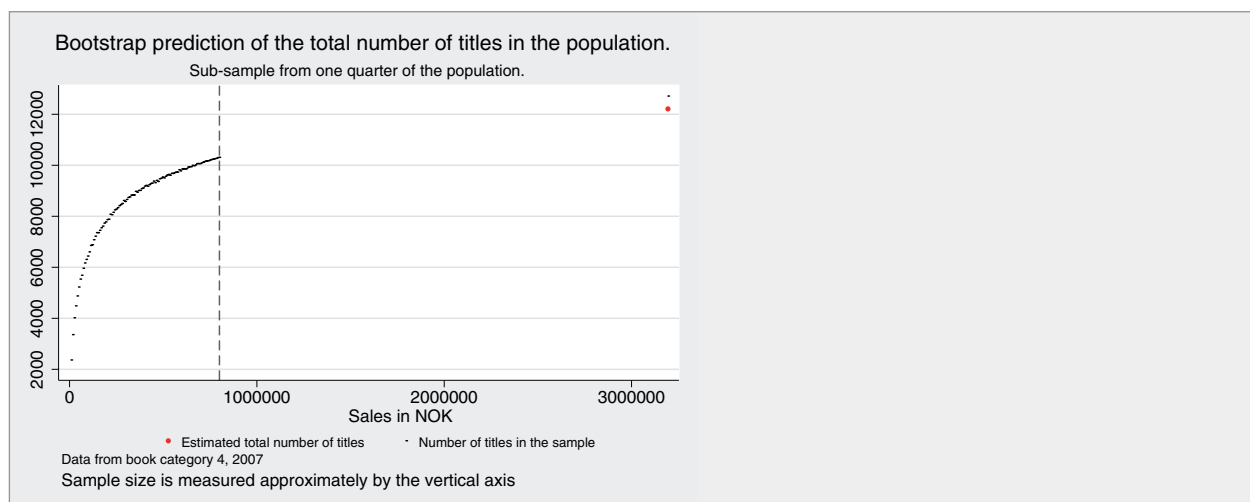 Bootstrap prediction of the total number of titles in the population.
Sub-sample from one quarter of the population.
12000
10000
8000
6000
4000
2000
0 1000000 2000000 3000000
Sales in NOK
Estimated total number of titles Number of titles in the sample
Data from book category 4, 2007
Sample size is measured approximately by the vertical axis